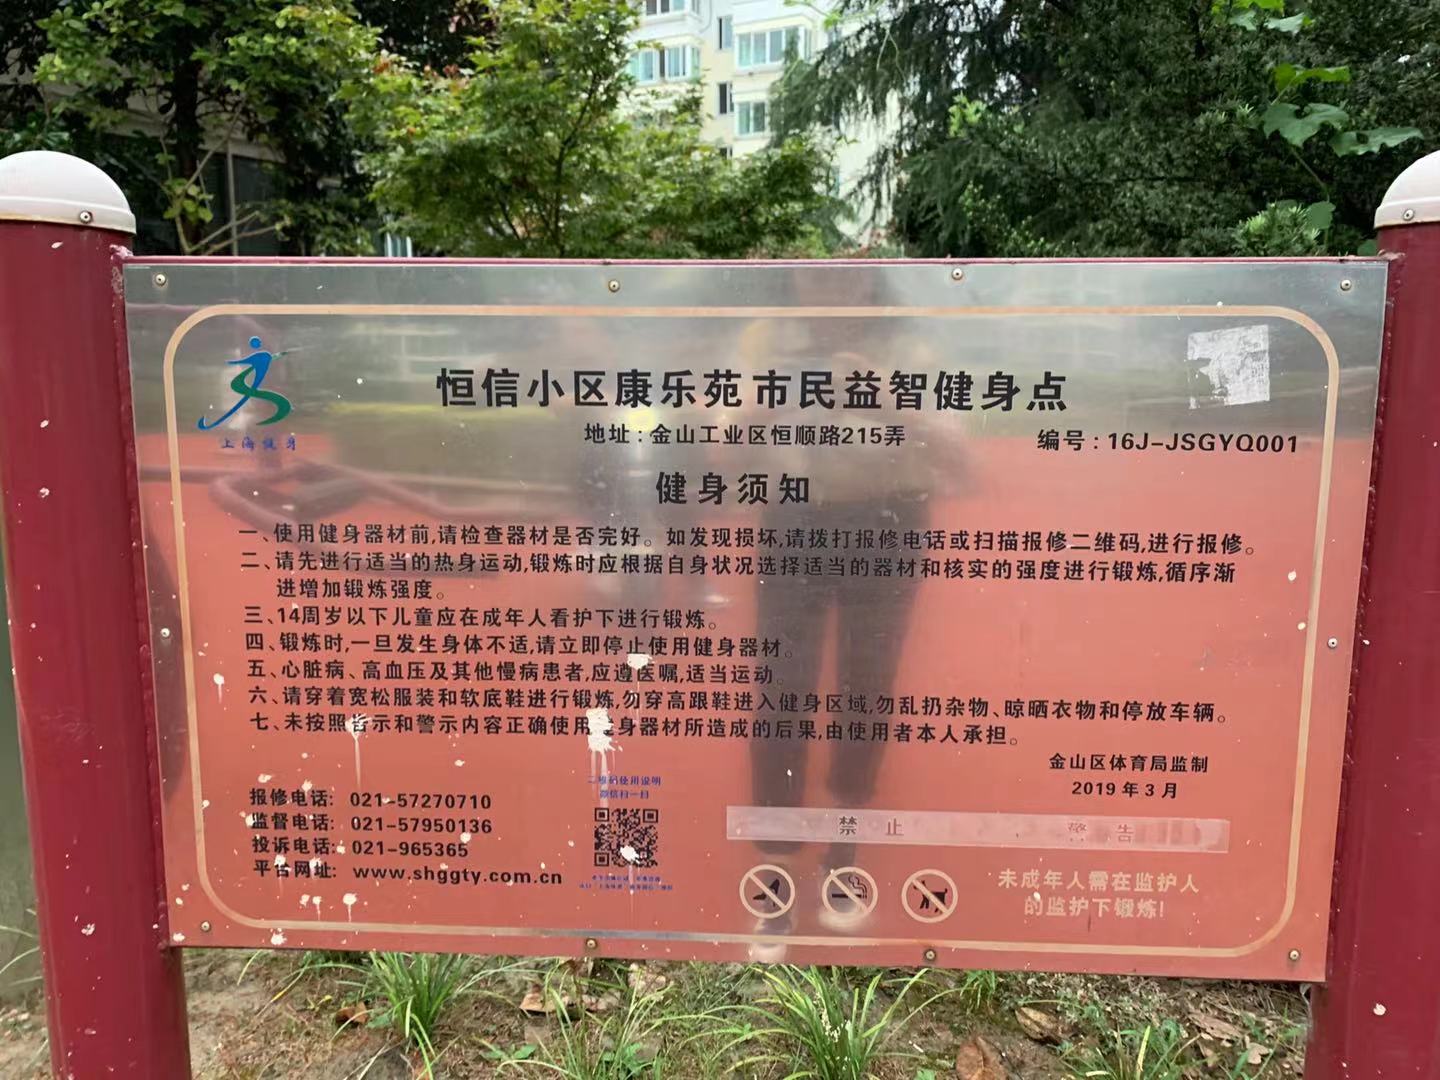 上海健身
恒信小区康乐苑市民益智健身点
地址：金山工业区恒顺路215弄
编号：16J-JSGYQ001
健身须知
一、使用健身器材前,请检查器材是否完好。如发现损坏,请拨打报修电话或扫描报修二维码,进行报修。
二、请先进行适当的热身运动,锻炼时应根据自身状况选择适当的器材和核实的强度进行锻炼,循序渐
进增加锻炼强度。
三、14周岁以下儿童应在成年人看护下进行锻炼。
四、锻炼时,一旦发生身体不适,请立即停止使用健身器材。
五、心脏病、高血压及其他慢病患者,应遵医嘱,适当运动。
六、请穿着宽松服装和软底鞋进行锻炼,勿穿高跟鞋进入健身区域,勿乱扔杂物、晾晒衣物和停放车辆。
七、未按照告示和警示内容正确使用健身器材所造成的后果,由使用者本人承担。
金山区体育局监制
2019年3月
报修电话：021-57270710
监督电话：021-57950136
投诉电话：021-965365
平台网址：www.shggty.com.cn
二维码使用说明
微信扫一扫
禁止 警告
未成年人需在监护人
的监护下锻炼!